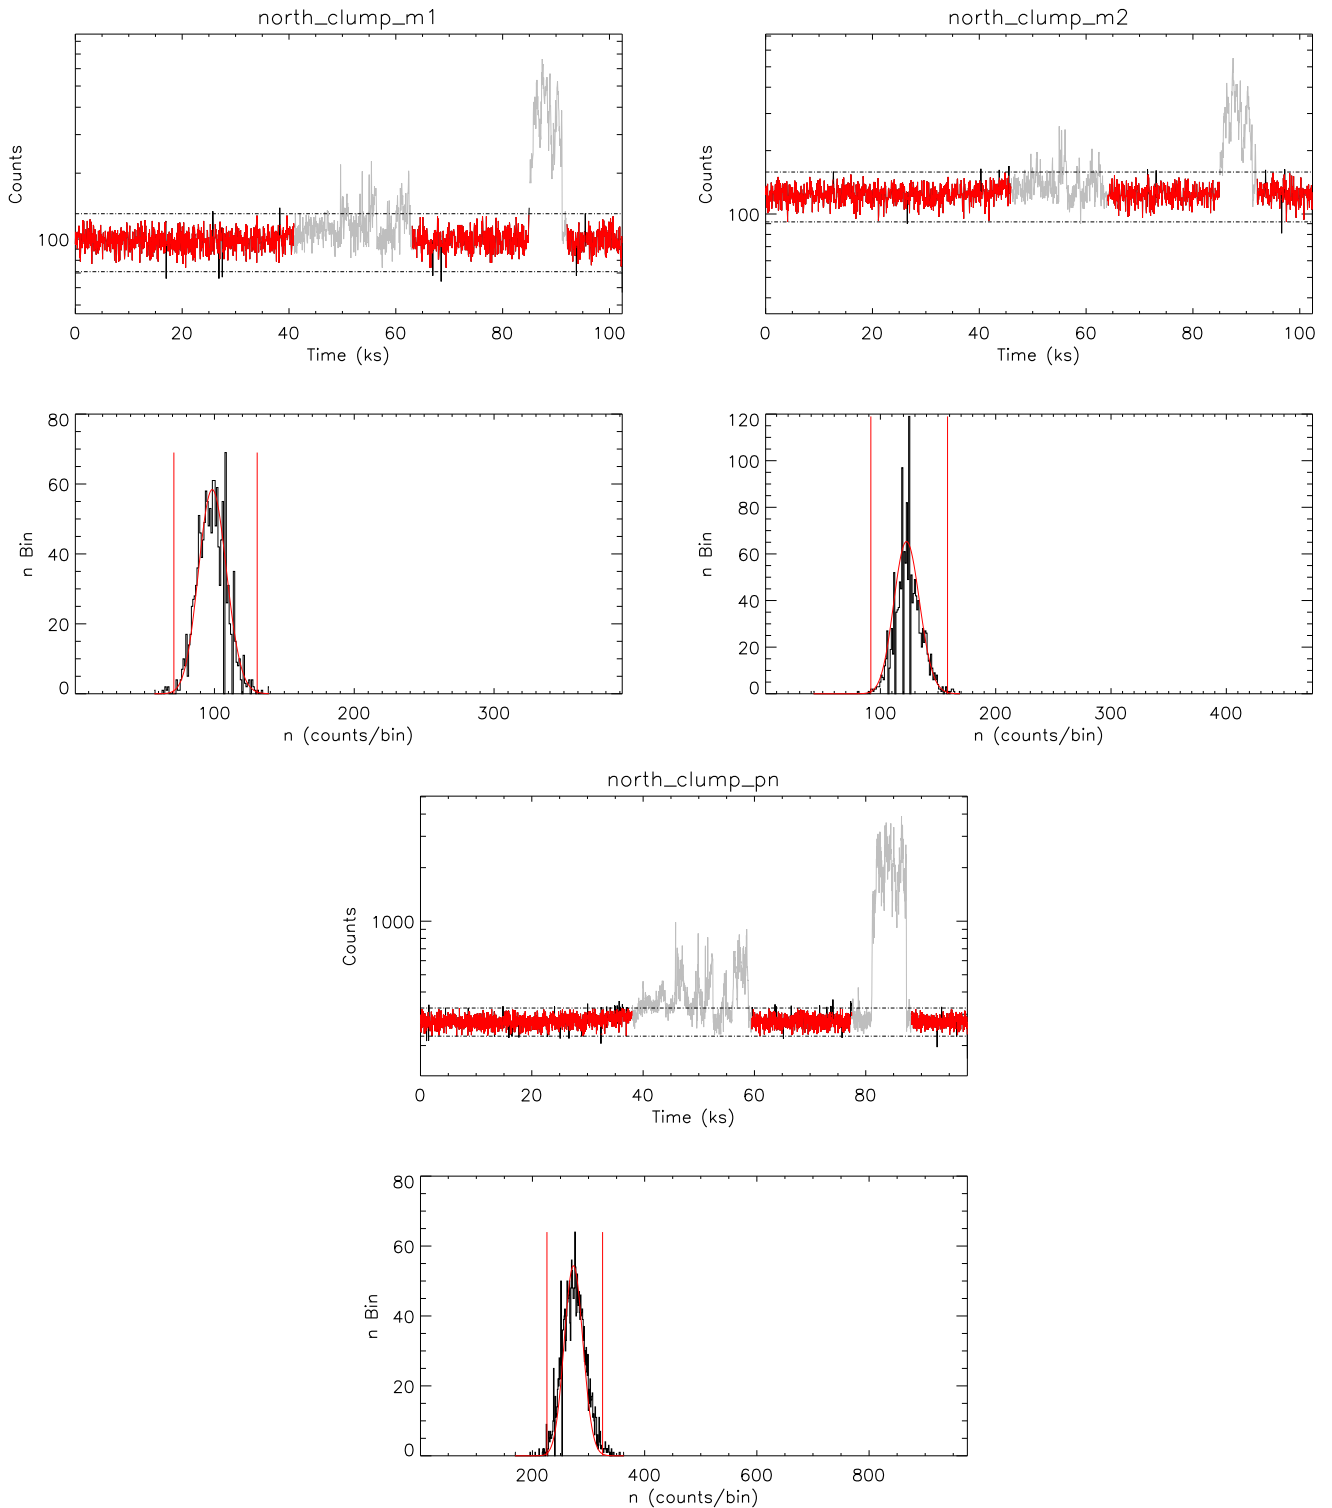 north_clump_m1
Counts
100
0 20 40 60 80 100
Time (ks)
north_clump_m2
Counts
100
0 20 40 60 80 100
Time (ks)
80
60
40
20
0
n Bin
100 200 300
n (counts/bin)
120
100
80
60
40
20
0
n Bin
100 200 300 400
n (counts/bin)
north_clump_pn
Counts
1000
0 20 40 60 80
Time (ks)
80
60
40
20
0
n Bin
200 400 600 800
n (counts/bin)